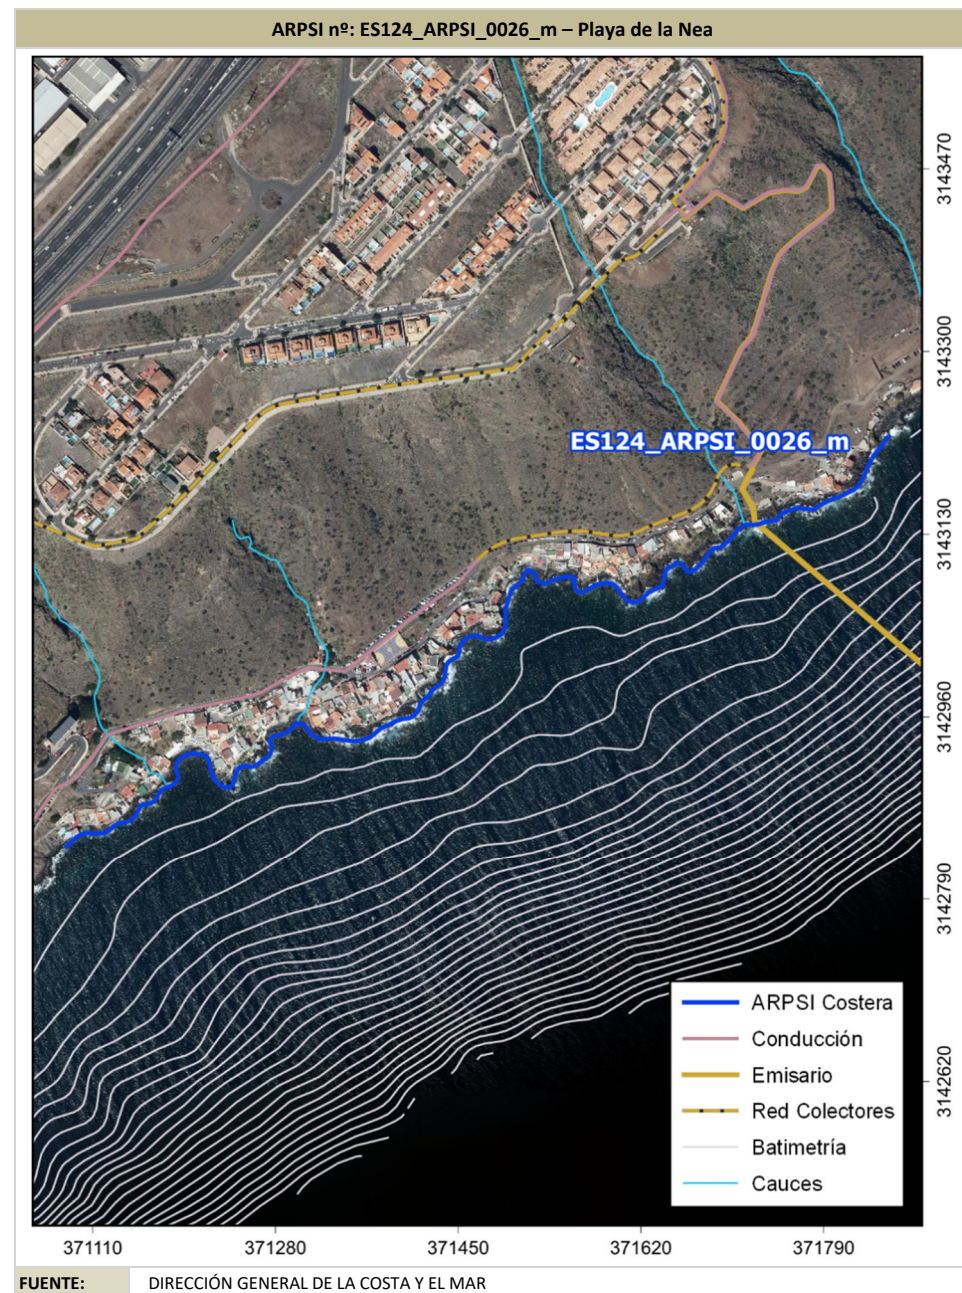 ARPSI nº: ES124_ARPSI_0026_m – Playa de la Nea
3143470
3143300
ES124_ARPSI_0026_m
3143130
3142960
3142790
ARPSI Costera
Conducción
Emisario
Red Colectores
Batimetría
Cauces
3142620
371110
371280
371450
371620
371790
FUENTE:
DIRECCIÓN GENERAL DE LA COSTA Y EL MAR